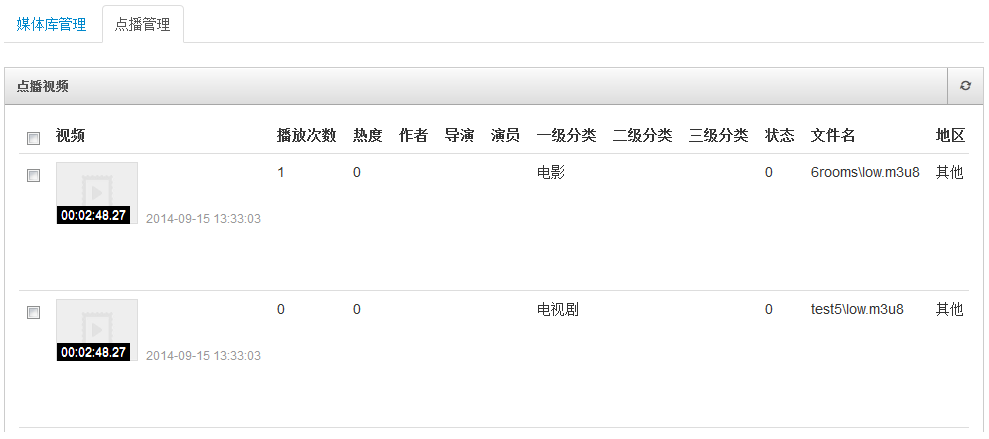 媒体库管理 点播管理
点播视频
视频 播放次数 热度 作者 导演 演员 一级分类 二级分类 三级分类 状态 文件名 地区
1 0 电影 0 6rooms\low.m3u8 其他
00:02:48.27 2014-09-15 13:33:03
0 0 电视剧 0 test5\low.m3u8 其他
00:02:48.27 2014-09-15 13:33:03